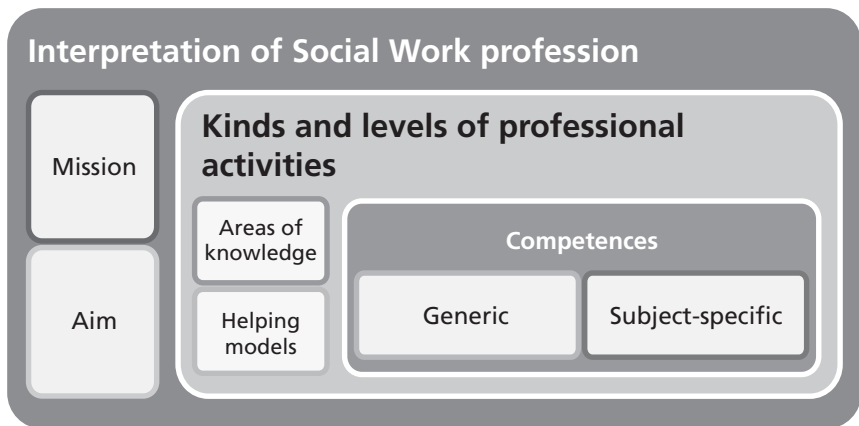 Interpretation of Social Work profession
Mission
Aim
Kinds and levels of professional
activities
Areas of
knowledge
Helping
models
Competences
Generic
Subject-specific